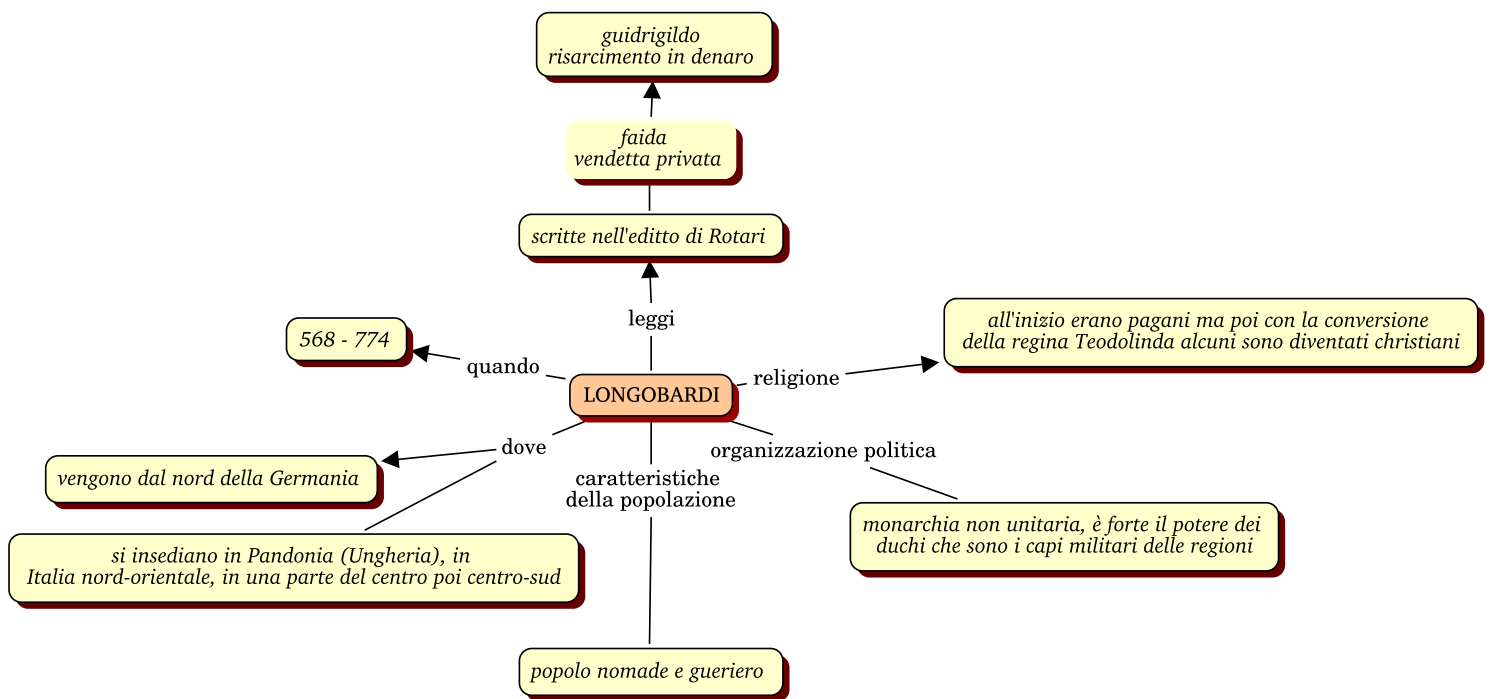 guidrigildo
risarcimento in denaro
faida
vendetta privata
scritte nell'editto di Rotari
leggi
568 - 774
quando
LONGOBARDI
religione
all'inizio erano pagani ma poi con la conversione
della regina Teodolinda alcuni sono diventati christiani
dove
vengono dal nord della Germania
si insediano in Pandonia (Ungheria), in
Italia nord-orientale, in una parte del centro poi centro-sud
caratteristiche
della popolazione
popolo nomade e gueriero
organizzazione politica
monarchia non unitaria, è forte il potere dei
duchi che sono i capi militari delle regioni